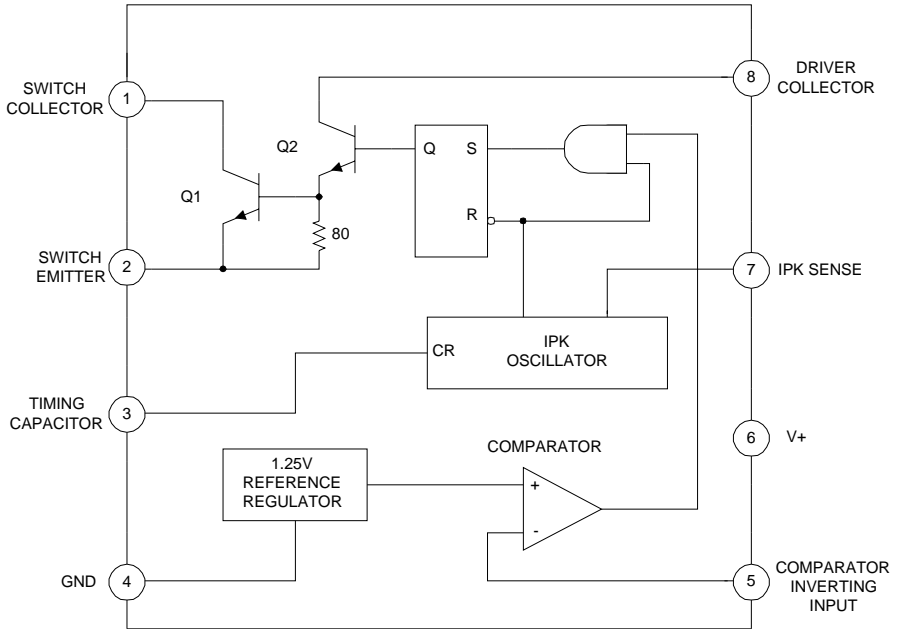 SWITCH
COLLECTOR
1
DRIVER
COLLECTOR
8
Q2
Q
S
Q1
R
80
SWITCH
EMITTER
2
7
IPK SENSE
IPK
OSCILLATOR
CR
TIMING
CAPACITOR
3
6
V+
COMPARATOR
1.25V
REFERENCE
REGULATOR
+
-
GND
4
5
COMPARATOR
INVERTING
INPUT